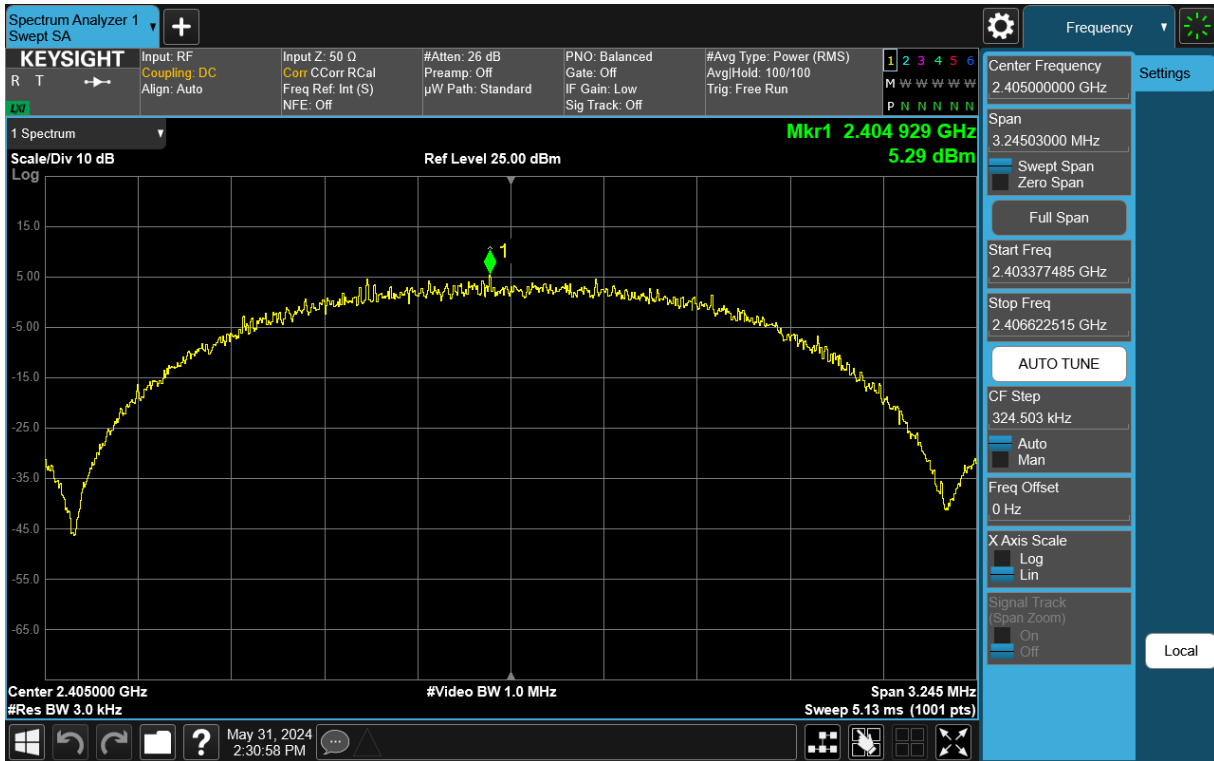 Spectrum Analyzer 1
Swept SA
+
Frequency
KEYSIGHT
R T
LXI
Input: RF
Coupling: DC
Align: Auto
Input Z: 50 Ω
Corr CCorr RCal
Freq Ref: Int (S)
NFE: Off
#Atten: 26 dB
Preamp: Off
µW Path: Standard
PNO: Balanced
Gate: Off
IF Gain: Low
Sig Track: Off
#Avg Type: Power (RMS)
Avg|Hold: 100/100
Trig: Free Run
1 2 3 4 5 6
M W W W W W
P N N N N N
1 Spectrum
Mkr1 2.404 929 GHz
5.29 dBm
Scale/Div 10 dB
Ref Level 25.00 dBm
Log
15.0
5.00
-5.00
-15.0
-25.0
-35.0
-45.0
-55.0
-65.0
1
Center 2.405000 GHz
#Video BW 1.0 MHz
Span 3.245 MHz
#Res BW 3.0 kHz
Sweep 5.13 ms (1001 pts)
?
May 31, 2024
2:30:58 PM
Center Frequency
2.405000000 GHz
Span
3.24503000 MHz
Swept Span
Zero Span
Full Span
Start Freq
2.403377485 GHz
Stop Freq
2.406622515 GHz
AUTO TUNE
CF Step
324.503 kHz
Auto
Man
Freq Offset
0 Hz
X Axis Scale
Log
Lin
Signal Track
(Span Zoom)
On
Off
Settings
Local